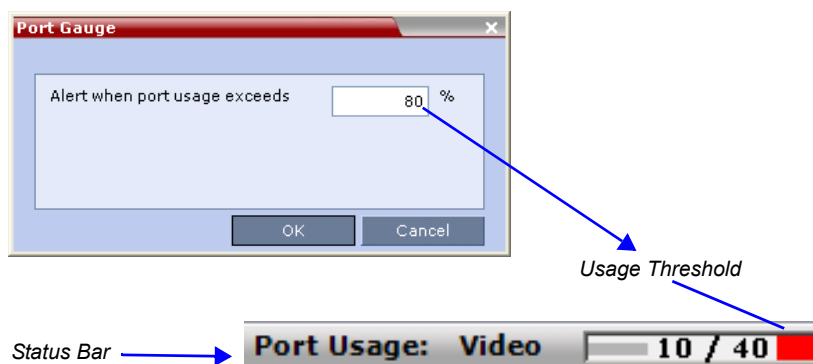 Port Gauge
Alert when port usage exceeds 80 %
OK Cancel
Usage Threshold
Status Bar
Port Usage: Video 10 / 40